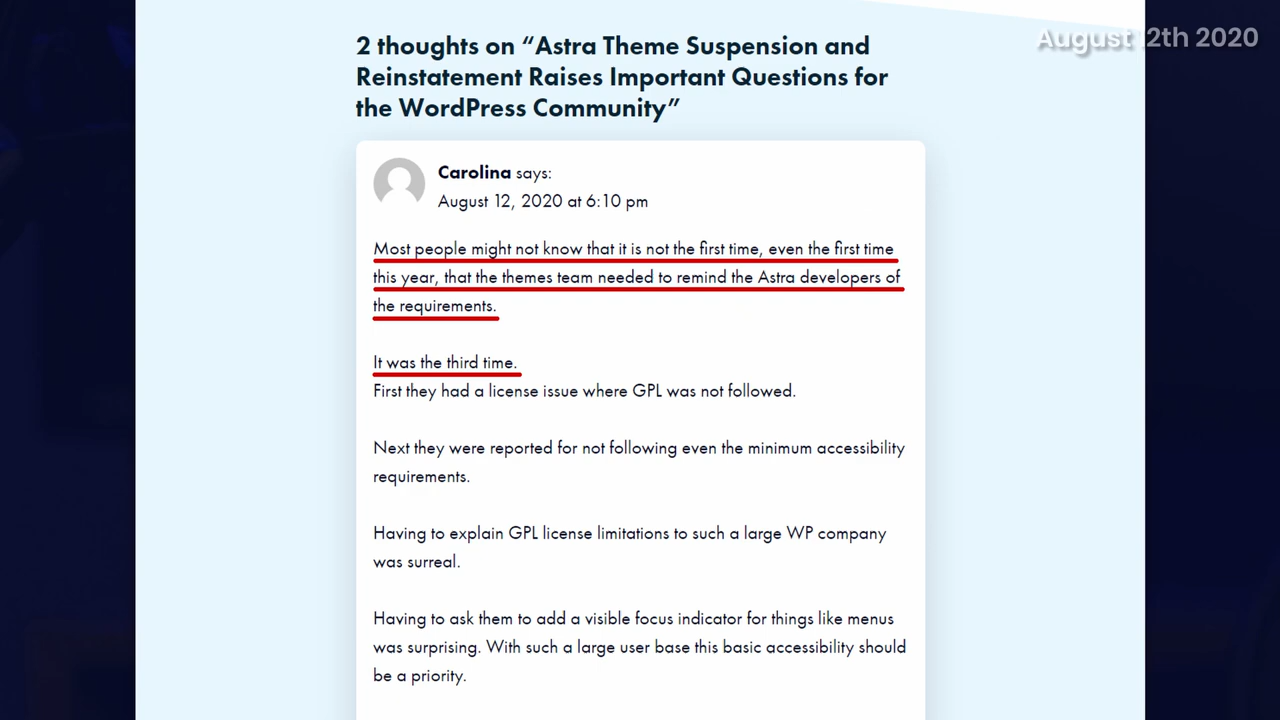 August 12th 2020
2 thoughts on “Astra Theme Suspension and
Reinstatement Raises Important Questions for
the WordPress Community”
Carolina says:
August 12, 2020 at 6:10 pm
Most people might not know that it is not the first time, even the first time
this year, that the themes team needed to remind the Astra developers of
the requirements.
It was the third time.
First they had a license issue where GPL was not followed.
Next they were reported for not following even the minimum accessibility
requirements.
Having to explain GPL license limitations to such a large WP company
was surreal.
Having to ask them to add a visible focus indicator for things like menus
was surprising. With such a large user base this basic accessibility should
be a priority.